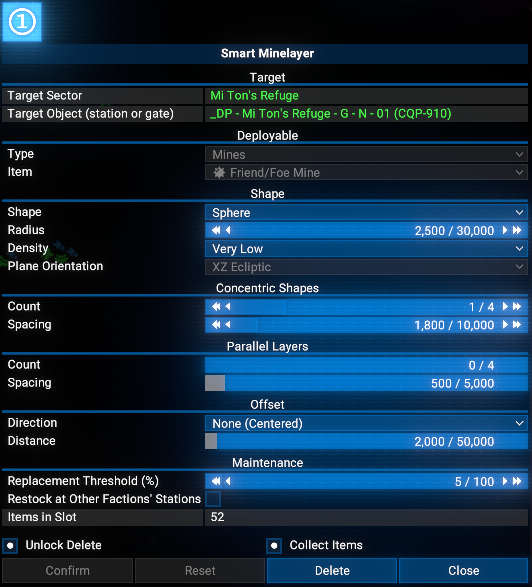 1
Smart Minelayer
Target
Target Sector Mi Ton's Refuge
Target Object (station or gate) _DP - Mi Ton's Refuge - G - N - 01 (CQP-910)
Deployable
Type Mines
Item Friend/Foe Mine
Shape
Shape Sphere
Radius 2,500 / 30,000
Density Very Low
Plane Orientation XZ Ecliptic
Concentric Shapes
Count 1 / 4
Spacing 1,800 / 10,000
Parallel Layers
Count 0 / 4
Spacing 500 / 5,000
Offset
Direction None (Centered)
Distance 2,000 / 50,000
Maintenance
Replacement Threshold (%) 5 / 100
Restock at Other Factions' Stations
Items in Slot 52
Unlock Delete Collect Items
Confirm Reset Delete Close